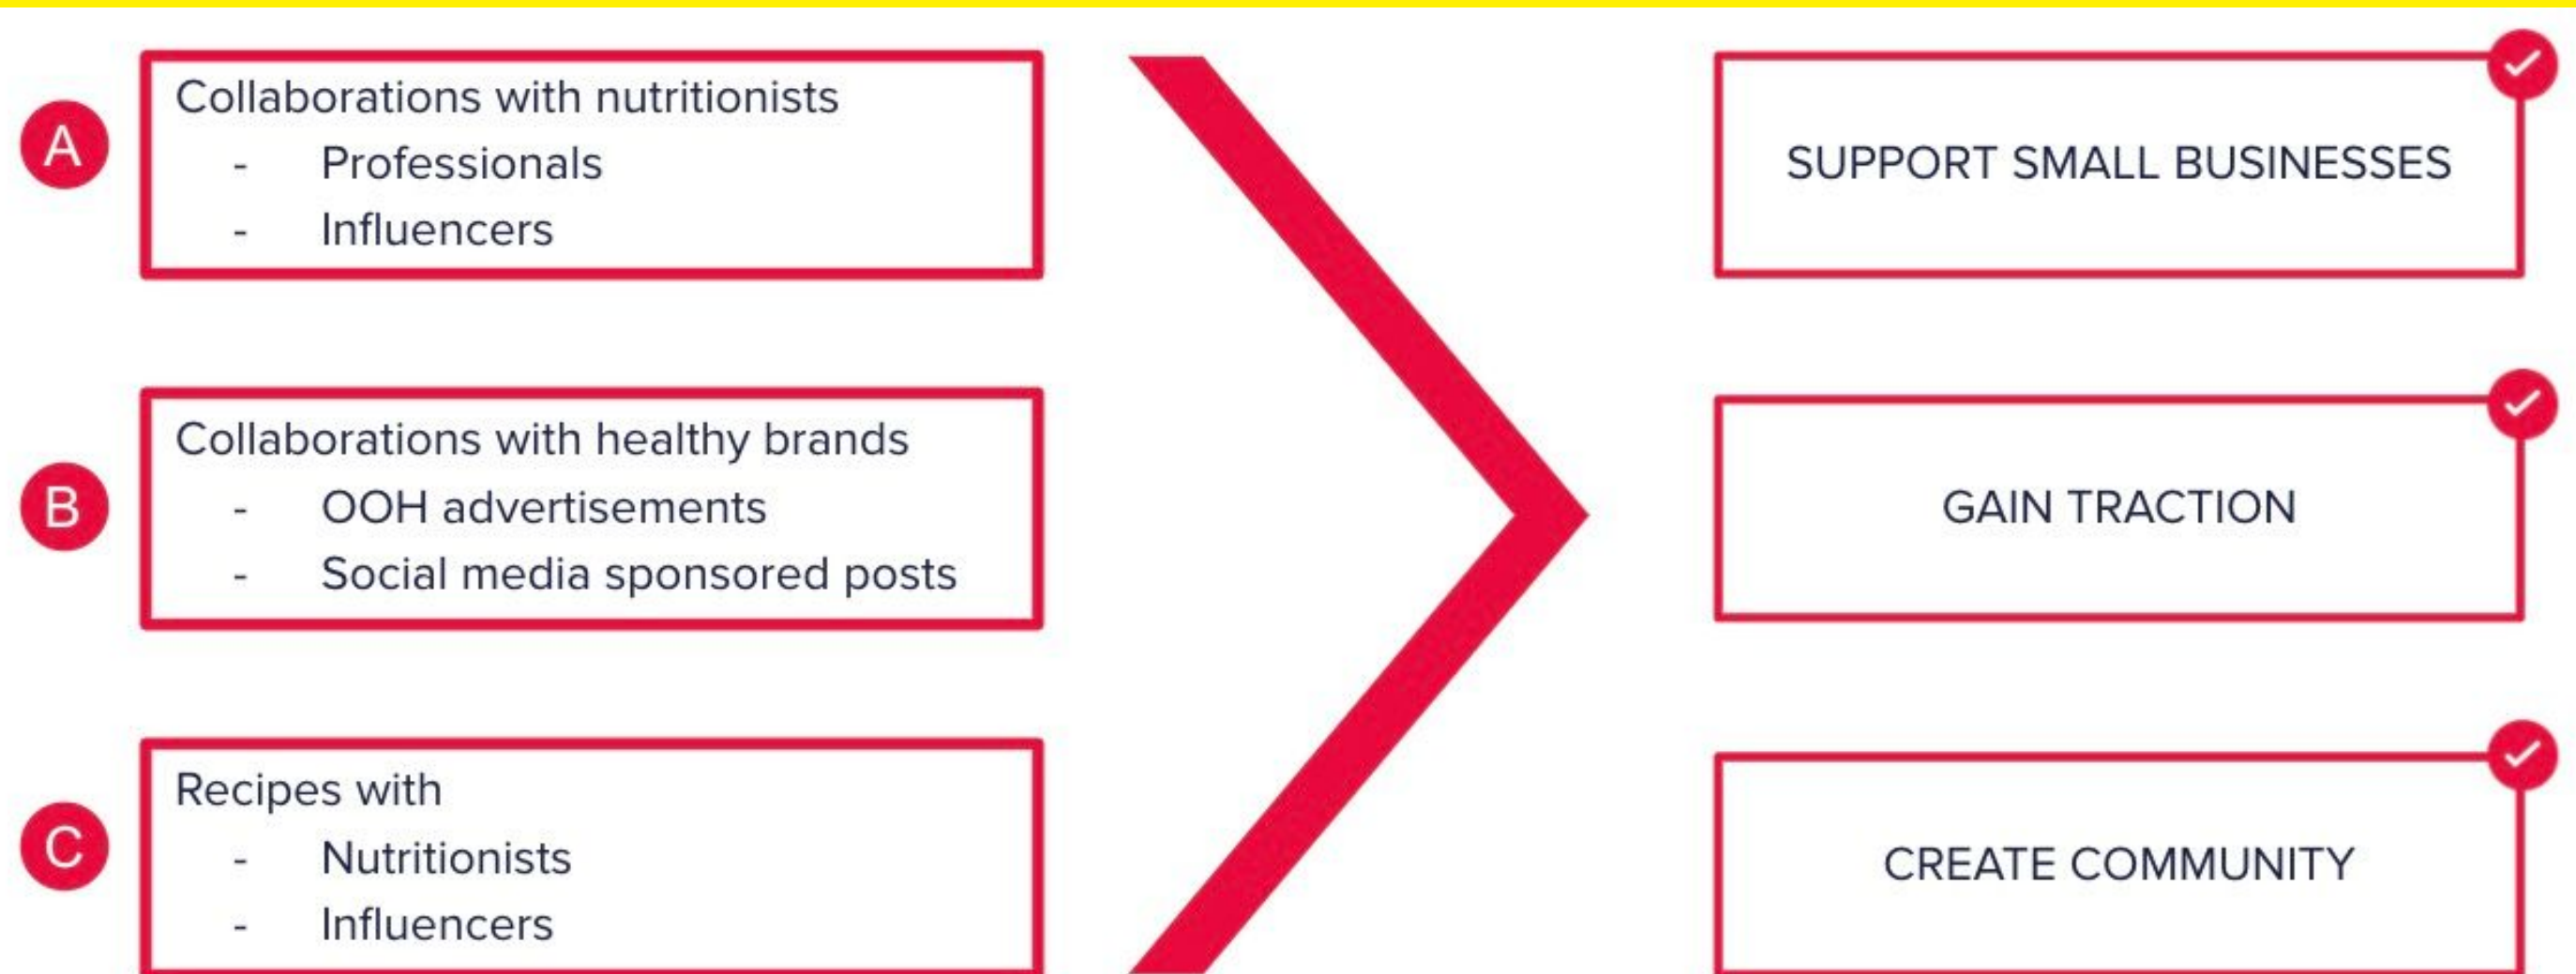 A
Collaborations with nutritionists
- Professionals
- Influencers
SUPPORT SMALL BUSINESSES
B
Collaborations with healthy brands
- OOH advertisements
- Social media sponsored posts
GAIN TRACTION
C
Recipes with
- Nutritionists
- Influencers
CREATE COMMUNITY